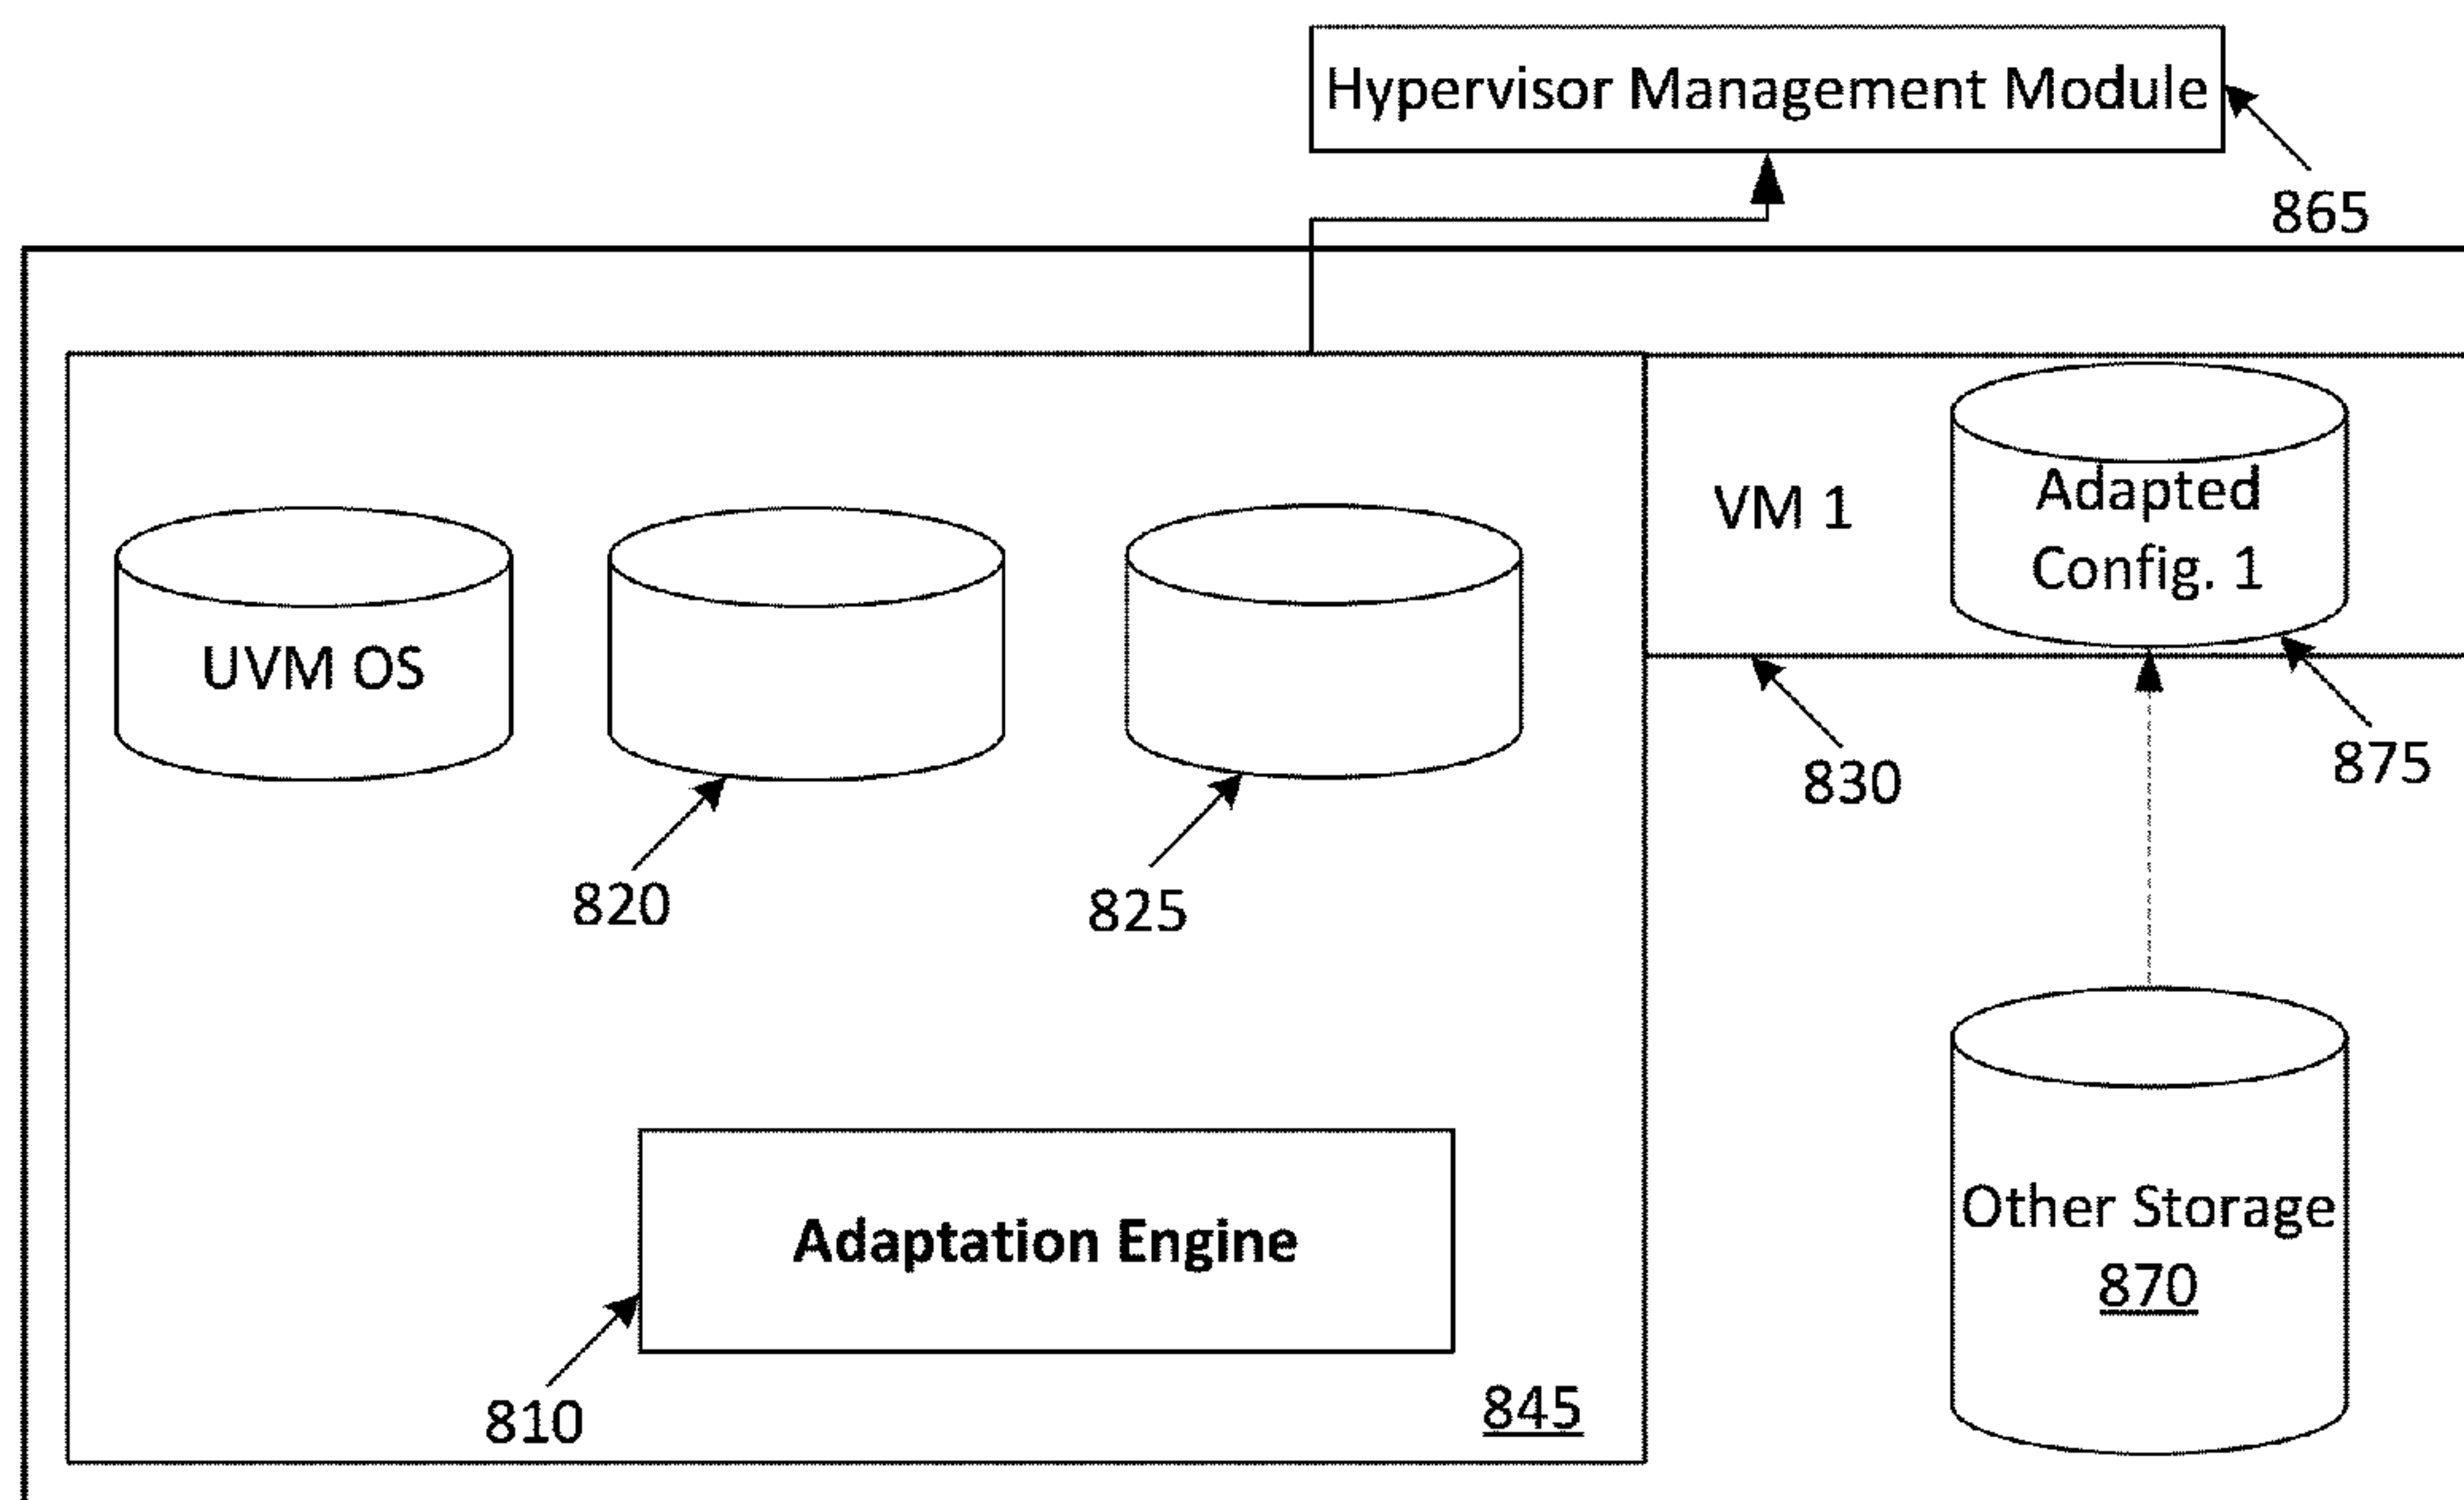 Hypervisor Management Module
865
VM 1
Adapted
Config. 1
UVM OS
830
875
820
825
Adaptation Engine
Other Storage
870
810
845